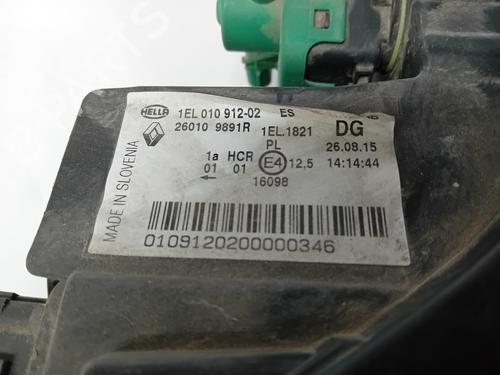 HELLA 1EL 010 912-02 ES
26010 9891R 1EL.1821 DG
PL 26.08.15
1a HCR E4 12,5 14:14:44
01 01
← 16098
MADE IN SLOVENIA
0109120200000346